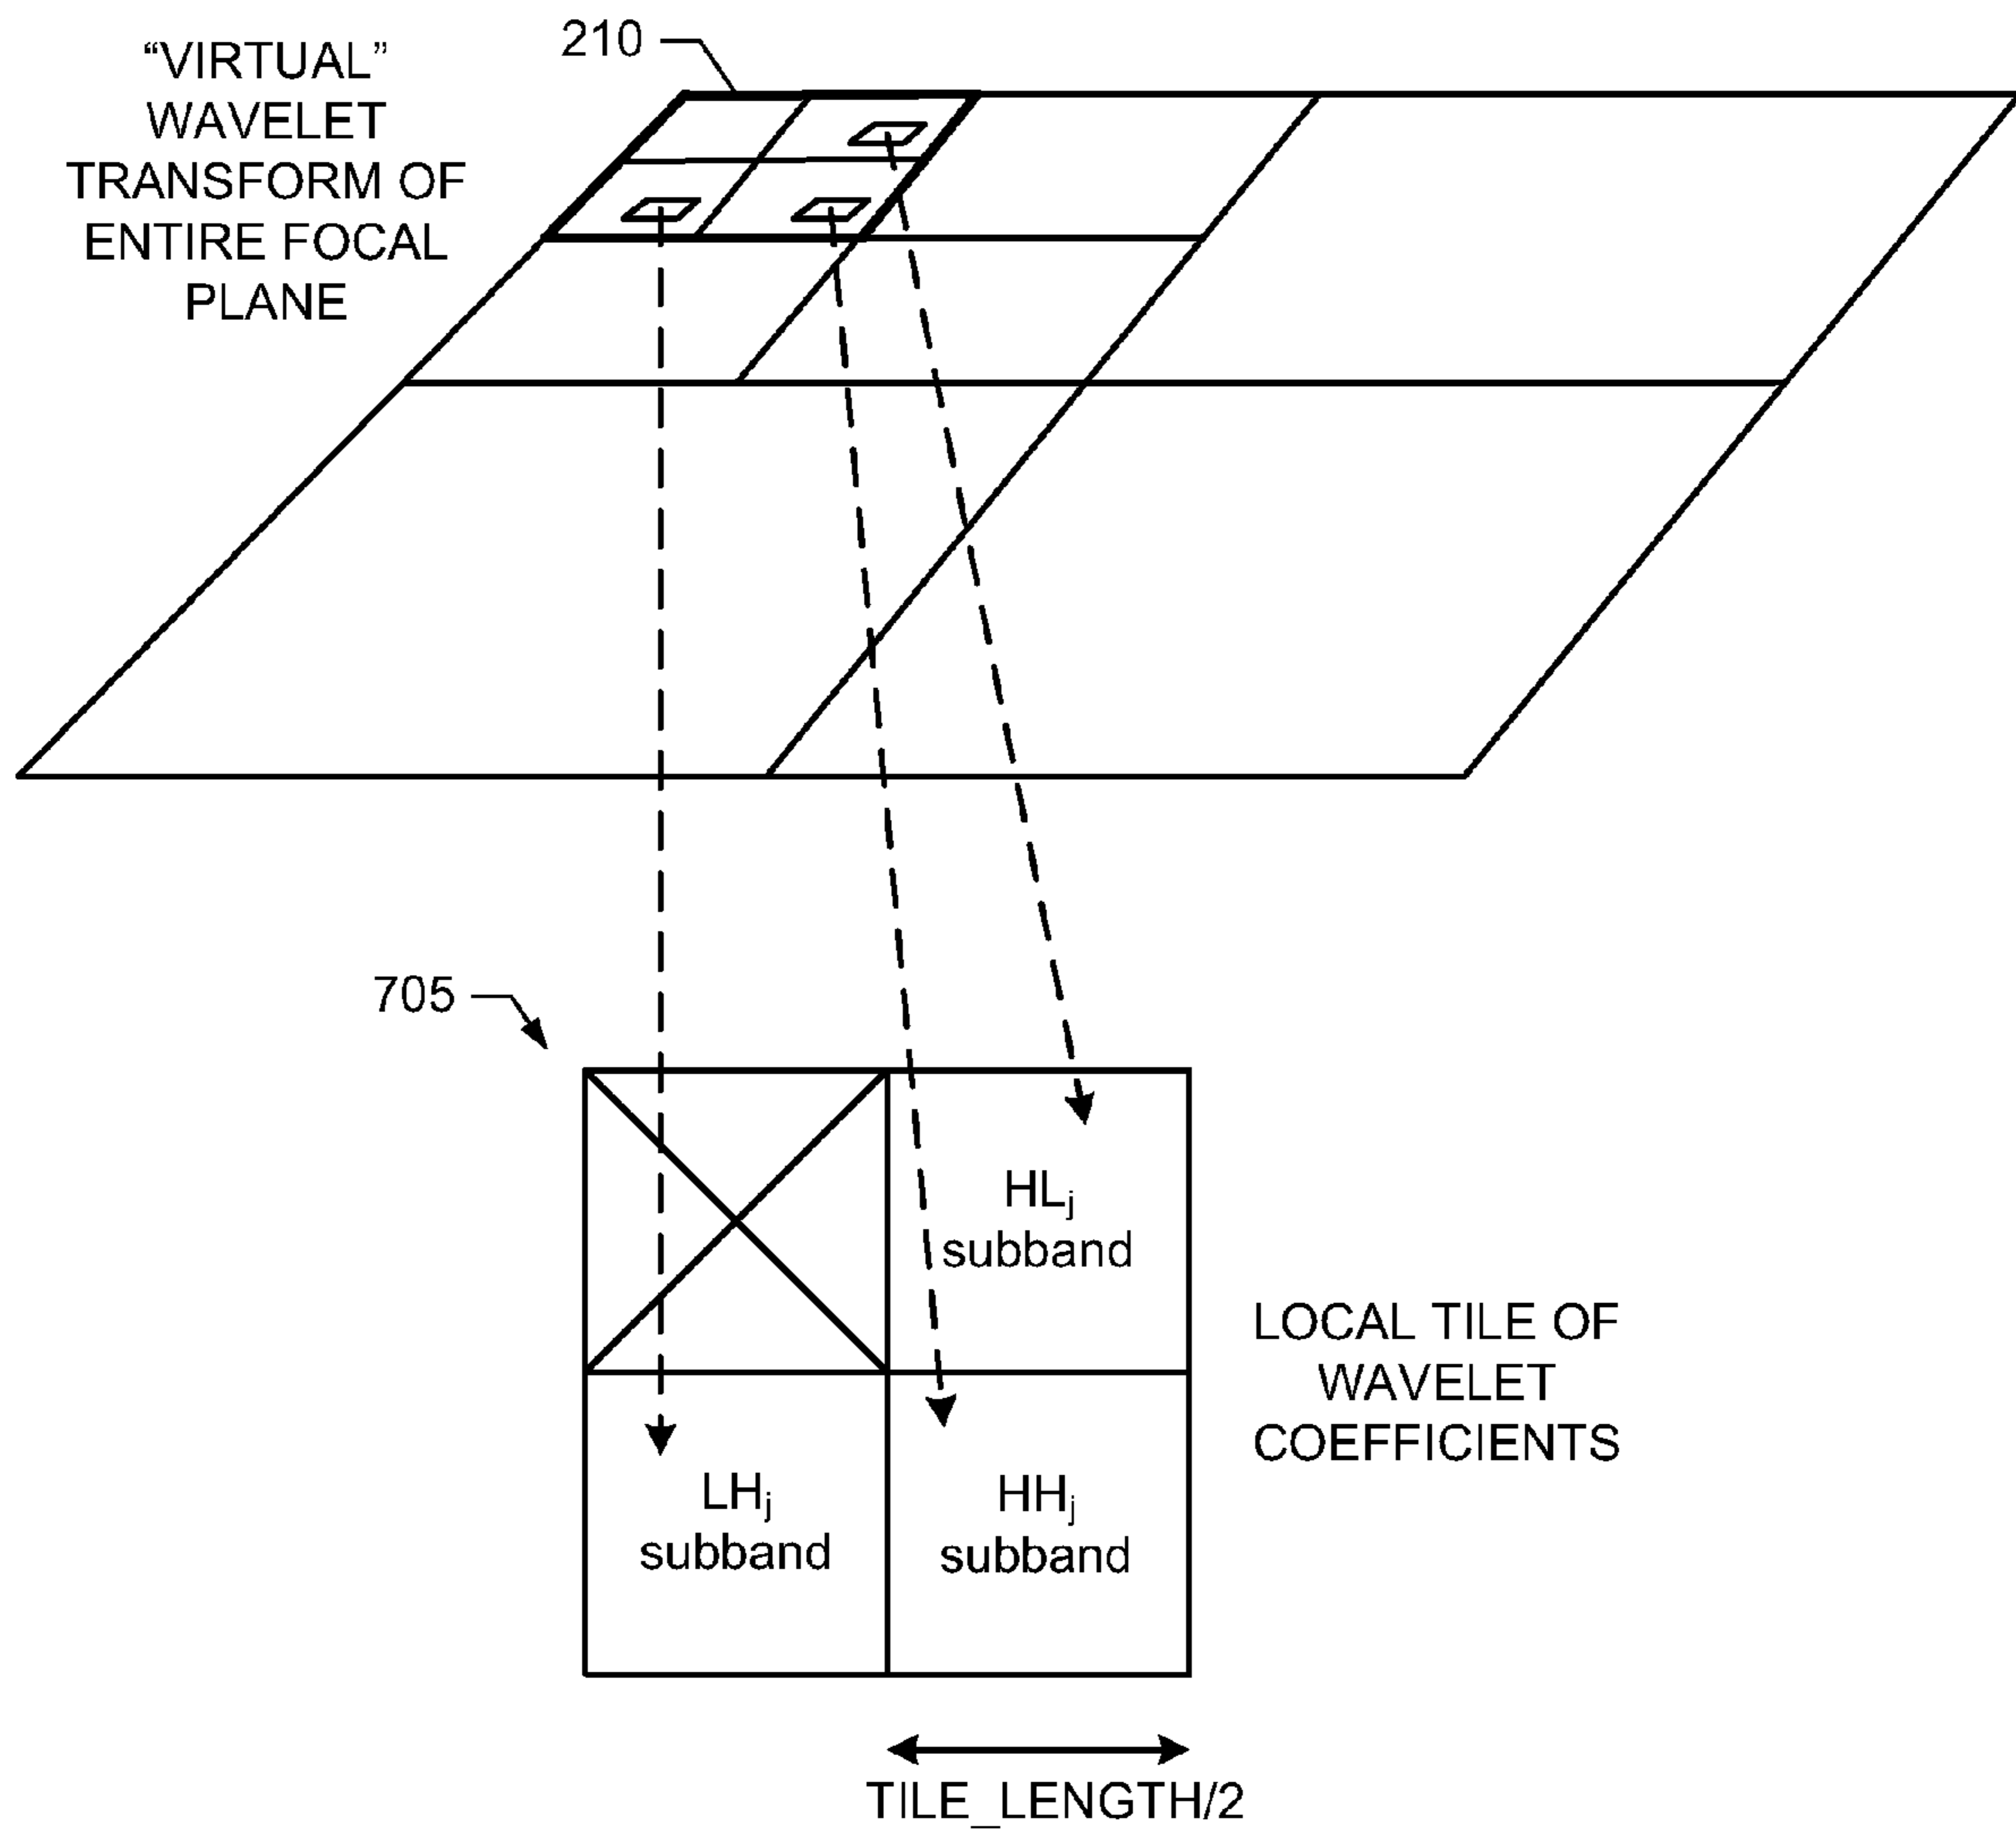 “VIRTUAL”
WAVELET
TRANSFORM OF
ENTIRE FOCAL
PLANE
210
705
HLj
subband
LHj
subband
HHj
subband
LOCAL TILE OF
WAVELET
COEFFICIENTS
TILE_LENGTH/2